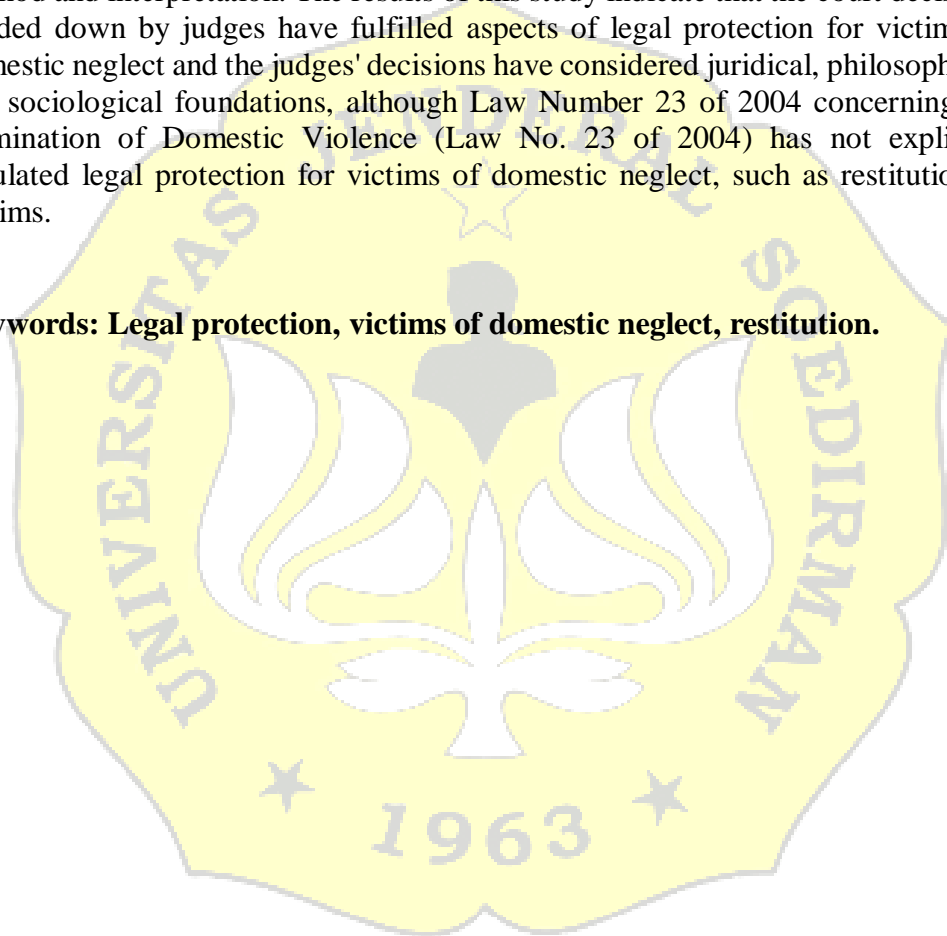 hod and interpretation. The results of this study indicate that the court deci
ded down by judges have fulfilled aspects of legal protection for victim
mestic neglect and the judges' decisions have considered juridical, philosoph
sociological foundations, although Law Number 23 of 2004 concerning
mination of Domestic Violence (Law No. 23 of 2004) has not expli
ulated legal protection for victims of domestic neglect, such as restitutio
ims.
ywords: Legal protection, victims of domestic neglect, restitution.
UNIVERSITAS JENDERAL SOEDIRMAN
1963